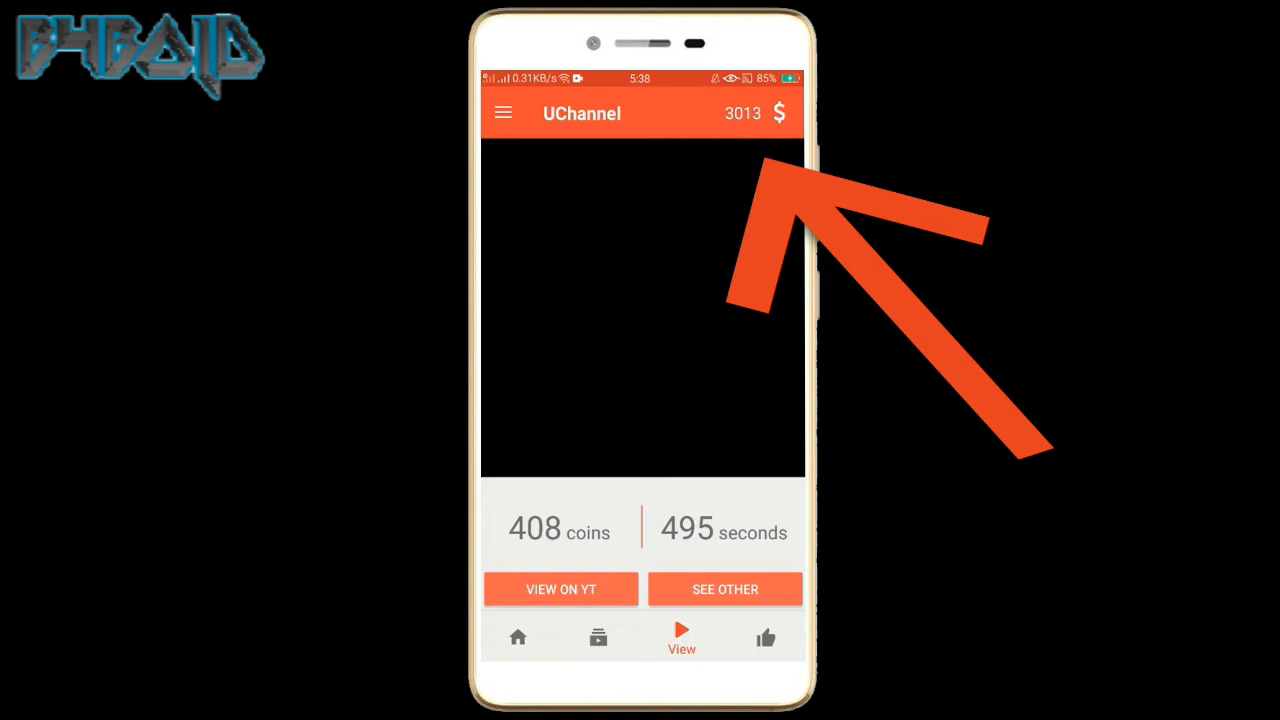 0.31KB/s 5:38 85%
UChannel 3013 $
408 coins 495 seconds
VIEW ON YT SEE OTHER
View